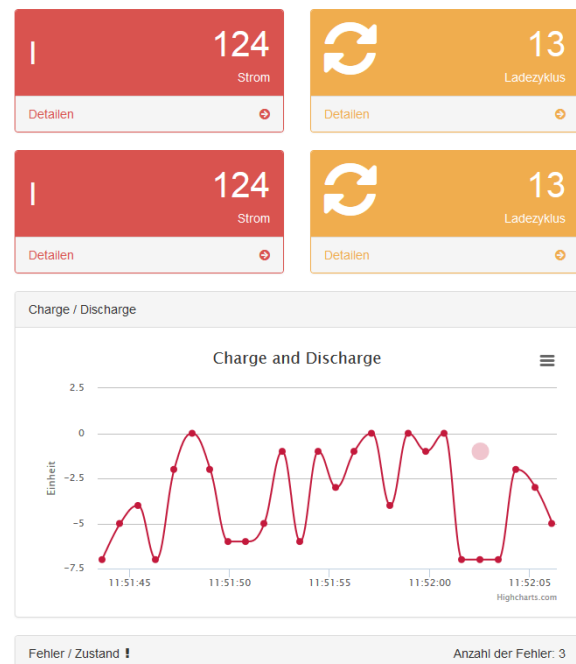 I 124 13
Strom Ladezyklus
Detailen Detailen
I 124 13
Strom Ladezyklus
Detailen Detailen
Charge / Discharge
Charge and Discharge
2.5
0
−2.5
−5
−7.5
Einheit
11:51:45 11:51:50 11:51:55 11:52:00 11:52:05
Highcharts.com
Fehler / Zustand ! Anzahl der Fehler: 3